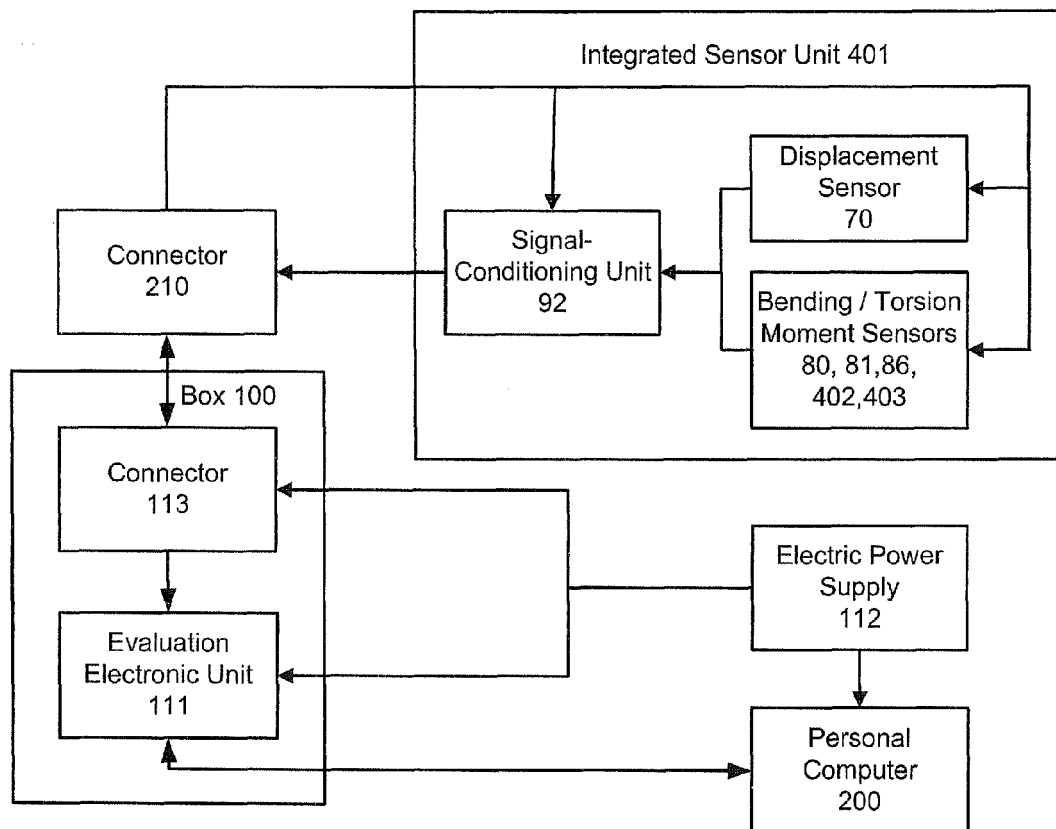 Integrated Sensor Unit 401
Displacement
Sensor
70
Connector
210
Signal-
Conditioning Unit
92
Bending / Torsion
Moment Sensors
80, 81,86,
402,403
Box 100
Connector
113
Electric Power
Supply
112
Evaluation
Electronic Unit
111
Personal
Computer
200